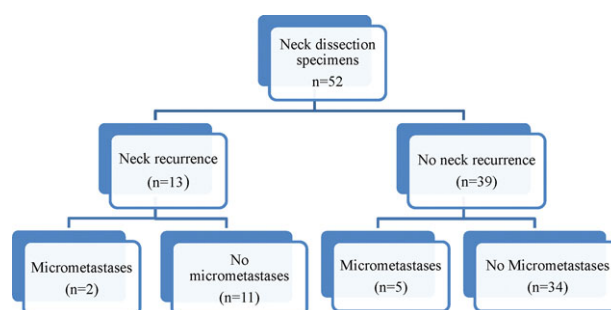 Neck dissection
specimens
n=52
Neck recurrence
(n=13)
No neck recurrence
(n=39)
Micrometastases
(n=2)
No
micrometastases
(n=11)
Micrometastases
(n=5)
No Micrometastases
(n=34)